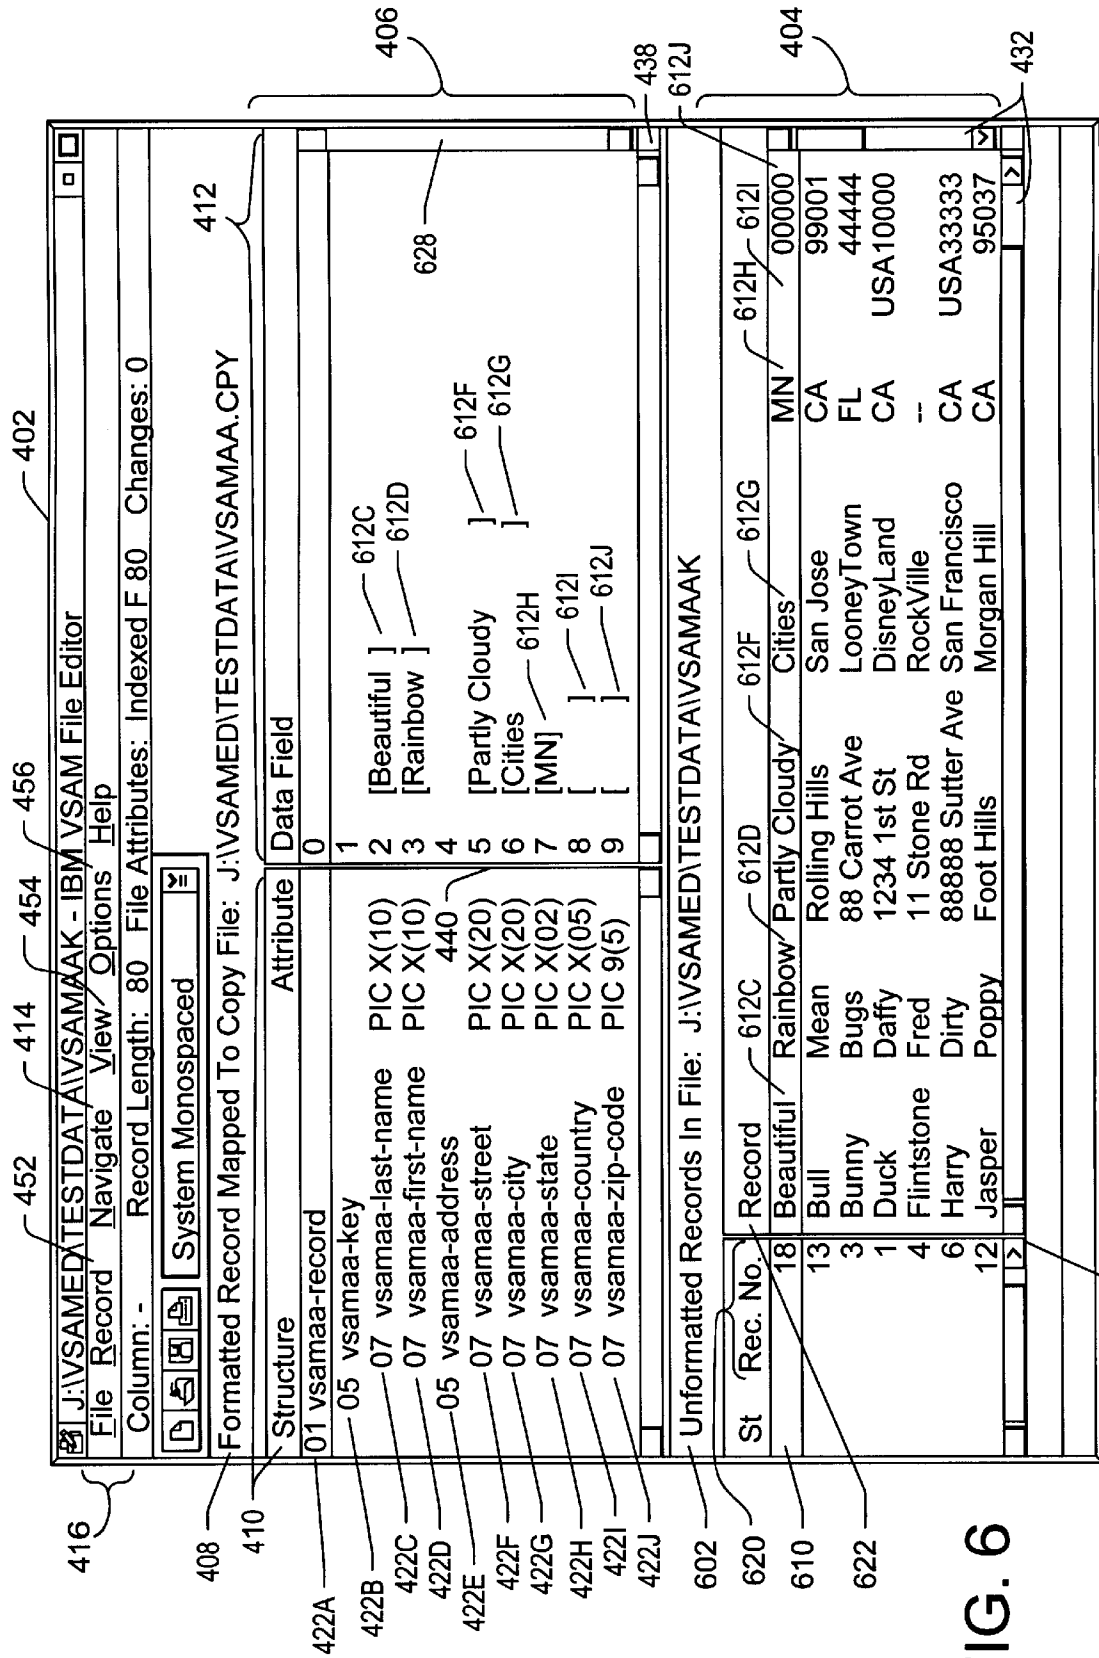 402
J:\VSAMED\TESTDATA\VSAMAAK - IBM VSAM File Editor
416
452
414
454
456
File Record Navigate View Options Help
Column: - Record Length: 80 File Attributes: Indexed F 80 Changes: 0
System Monospaced
408
Formatted Record Mapped To Copy File: J:\VSAMED\TESTDATA\VSAMAA.CPY
410
412
406
Structure Attribute Data Field
422A 01 vsamaa-record 0
422B 05 vsamaa-key 1
422C 07 vsamaa-last-name PIC X(10) 2 [Beautiful ] 612C
422D 07 vsamaa-first-name PIC X(10) 3 [Rainbow ] 612D
422E 05 vsamaa-address 440 4
422F 07 vsamaa-street PIC X(20) 5 [Partly Cloudy ] 612F
422G 07 vsamaa-city PIC X(20) 6 [Cities ] 612G
422H 07 vsamaa-state PIC X(02) 7 [MN] 612H
422I 07 vsamaa-country PIC X(05) 8 [ ] 612I
422J 07 vsamaa-zip-code PIC 9(5) 9 [ ] 612J
628
438
602
Unformatted Records In File: J:\VSAMED\TESTDATA\VSAMAAK
404
620
St Rec. No. Record 612C 612D 612F 612G 612H 612I 612J
610
18 Beautiful Rainbow Partly Cloudy Cities MN 00000
13 Bull Mean Rolling Hills San Jose CA 99001
3 Bunny Bugs 88 Carrot Ave LooneyTown FL 44444
1 Duck Daffy 1234 1st St DisneyLand CA USA10000
4 Flintstone Fred 11 Stone Rd RockVille --
6 Harry Dirty 88888 Sutter Ave San Francisco CA USA33333
12 Jasper Poppy Foot Hills Morgan Hill CA 95037
622
432
IG. 6